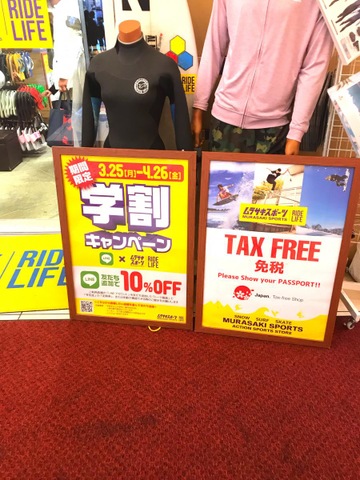 RIDE
LIFE
RIDE
LIFE
期間
限定
3.25[月]▶▶▶4.26[金]
学割
キャンペーン
LINE
×
ムラサキ
スポーツ
RIDE
LIFE
LINE
友だち
追加で
10%OFF
ムラサキスポーツ
MURASAKI SPORTS
RIDE
LIFE
TAX FREE
免税
Please Show your PASSPORT!!
Japan. Tax-free Shop
SNOW SURF SKATE
MURASAKI SPORTS
ACTION SPORTS STORE